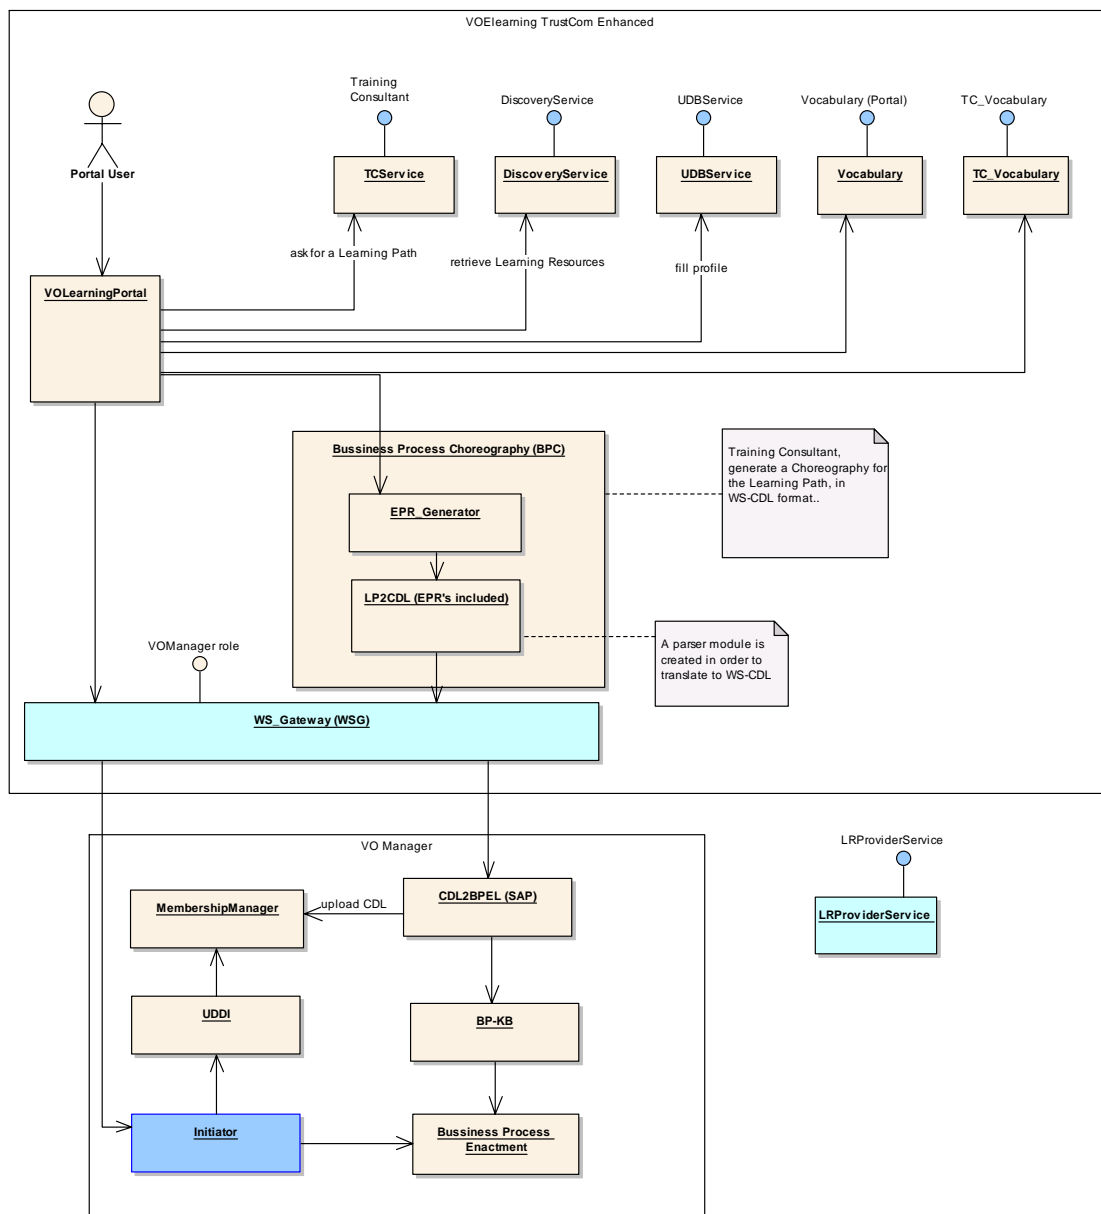 VOElearning TrustCom Enhanced
Training
Consultant
DiscoveryService
UDBService
Vocabulary (Portal)
TC_Vocabulary
Portal User
TCService
DiscoveryService
UDBService
Vocabulary
TC_Vocabulary
ask for a Learning Path
retrieve Learning Resources
fill profile
VOLearningPortal
Bussiness Process Choreography (BPC)
Training Consultant,
generate a Choreography for
the Learning Path, in
WS-CDL format..
EPR_Generator
LP2CDL (EPR's included)
A parser module is
created in order to
translate to WS-CDL
VOManager role
WS_Gateway (WSG)
VO Manager
LRProviderService
CDL2BPEL (SAP)
upload CDL
MembershipManager
LRProviderService
UDDI
BP-KB
Initiator
Bussiness Process
Enactment